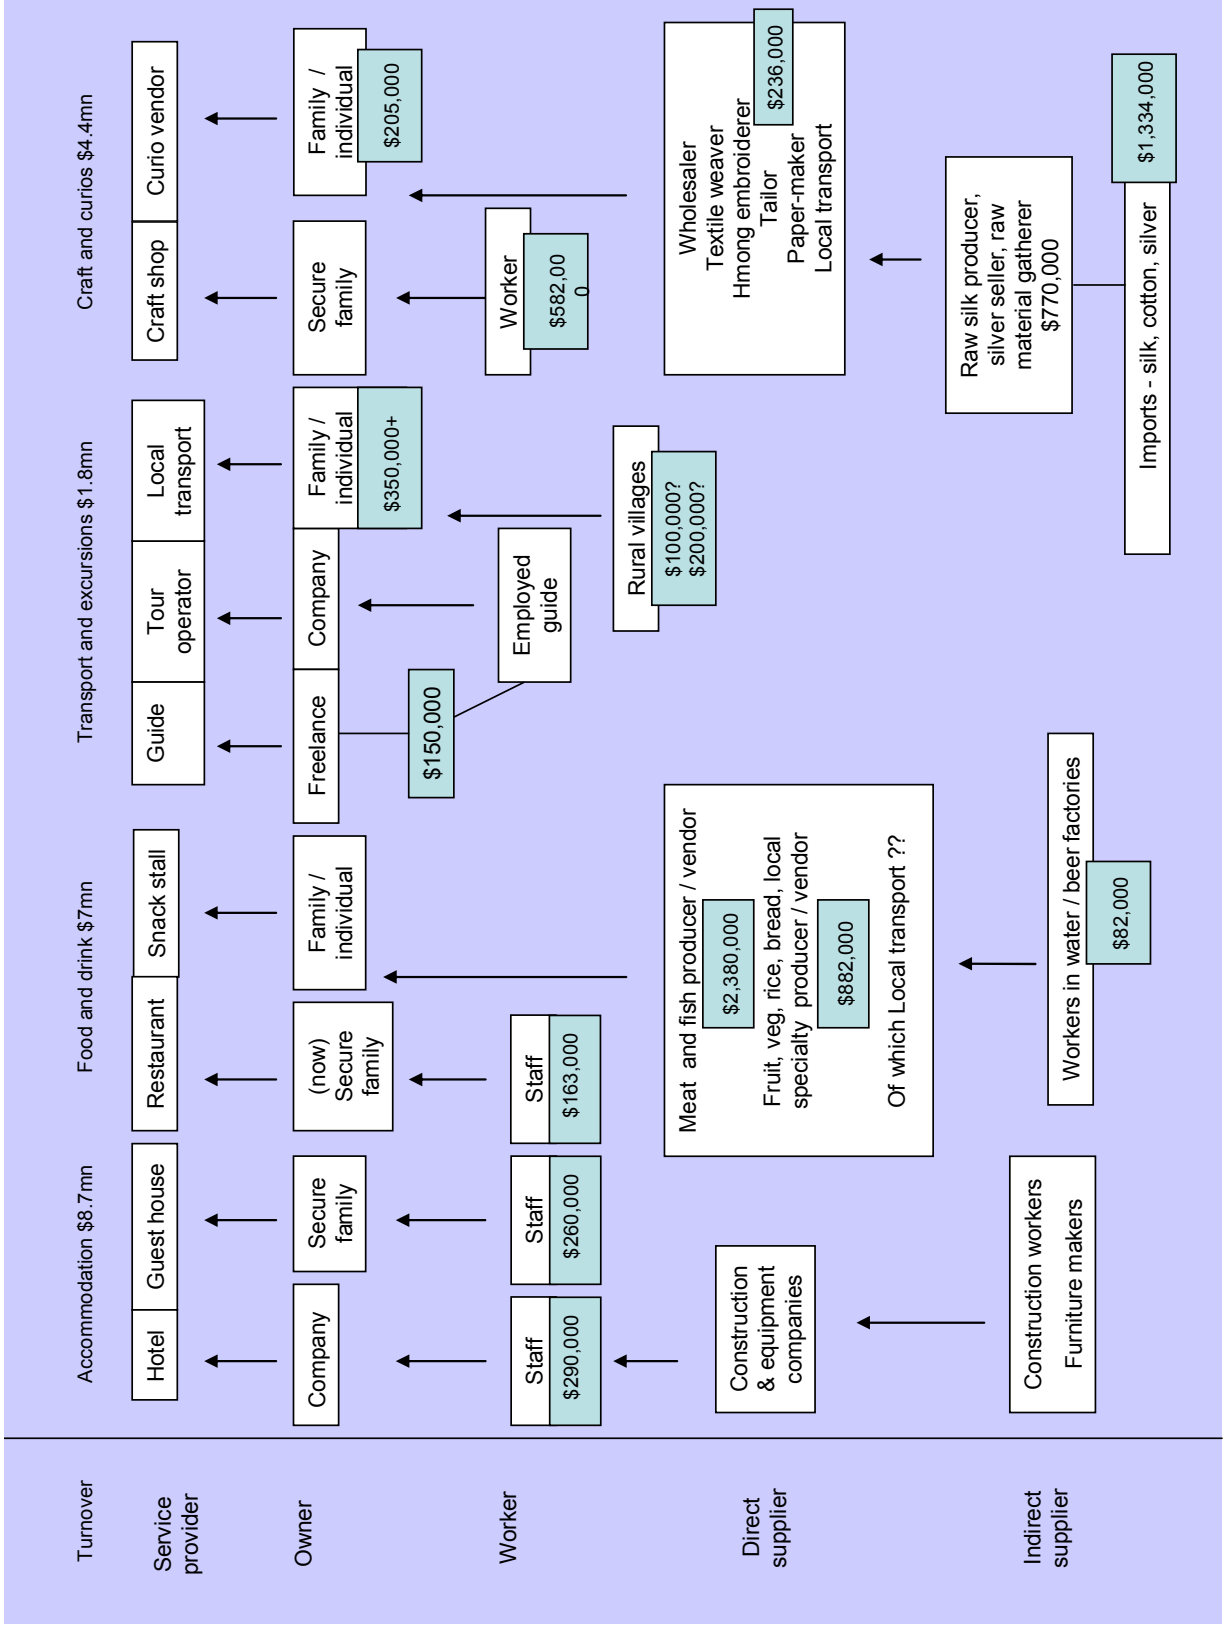 Turnover
Accommodation $8.7mn
Food and drink $7mn
Transport and excursions $1.8mn
Craft and curios $4.4mn
Service
provider
Hotel
Guest house
Restaurant
Snack stall
Guide
Tour
operator
Local
transport
Craft shop
Curio vendor
Owner
Company
Secure
family
(now)
Secure
family
Family /
individual
Freelance
Company
Family /
individual
$350,000+
Secure
family
Family /
individual
$205,000
Worker
Staff
$290,000
Staff
$260,000
Staff
$163,000
$150,000
Employed
guide
Worker
$582,00
0
Rural villages
$100,000?
$200,000?
Direct
supplier
Construction
& equipment
companies
Meat and fish producer / vendor
$2,380,000
Fruit, veg, rice, bread, local
specialty producer / vendor
$882,000
Of which Local transport ??
Wholesaler
Textile weaver
Hmong embroiderer
Tailor
Paper-maker
Local transport
$236,000
Indirect
supplier
Construction workers
Furniture makers
Workers in water / beer factories
$82,000
Raw silk producer,
silver seller, raw
material gatherer
$770,000
Imports - silk, cotton, silver
$1,334,000